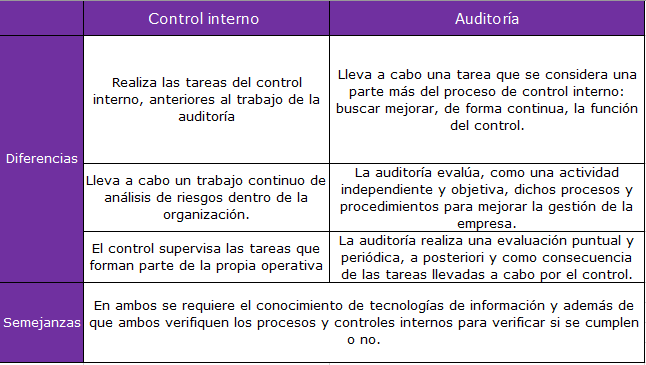 Control interno
Auditoría
Diferencias
Realiza las tareas del control
interno, anteriores al trabajo de la
auditoría
Lleva a cabo una tarea que se considera una
parte más del proceso de control interno:
buscar mejorar, de forma continua, la función
del control.
Lleva a cabo un trabajo continuo de
análisis de riesgos dentro de la
organización.
La auditoría evalúa, como una actividad
independiente y objetiva, dichos procesos y
procedimientos para mejorar la gestión de la
empresa.
El control supervisa las tareas que
forman parte de la propia operativa
La auditoría realiza una evaluación puntual y
periódica, a posteriori y como consecuencia
de las tareas llevadas a cabo por el control.
Semejanzas
En ambos se requiere el conocimiento de tecnologías de información y además de
que ambos verifiquen los procesos y controles internos para verificar si se cumplen
o no.